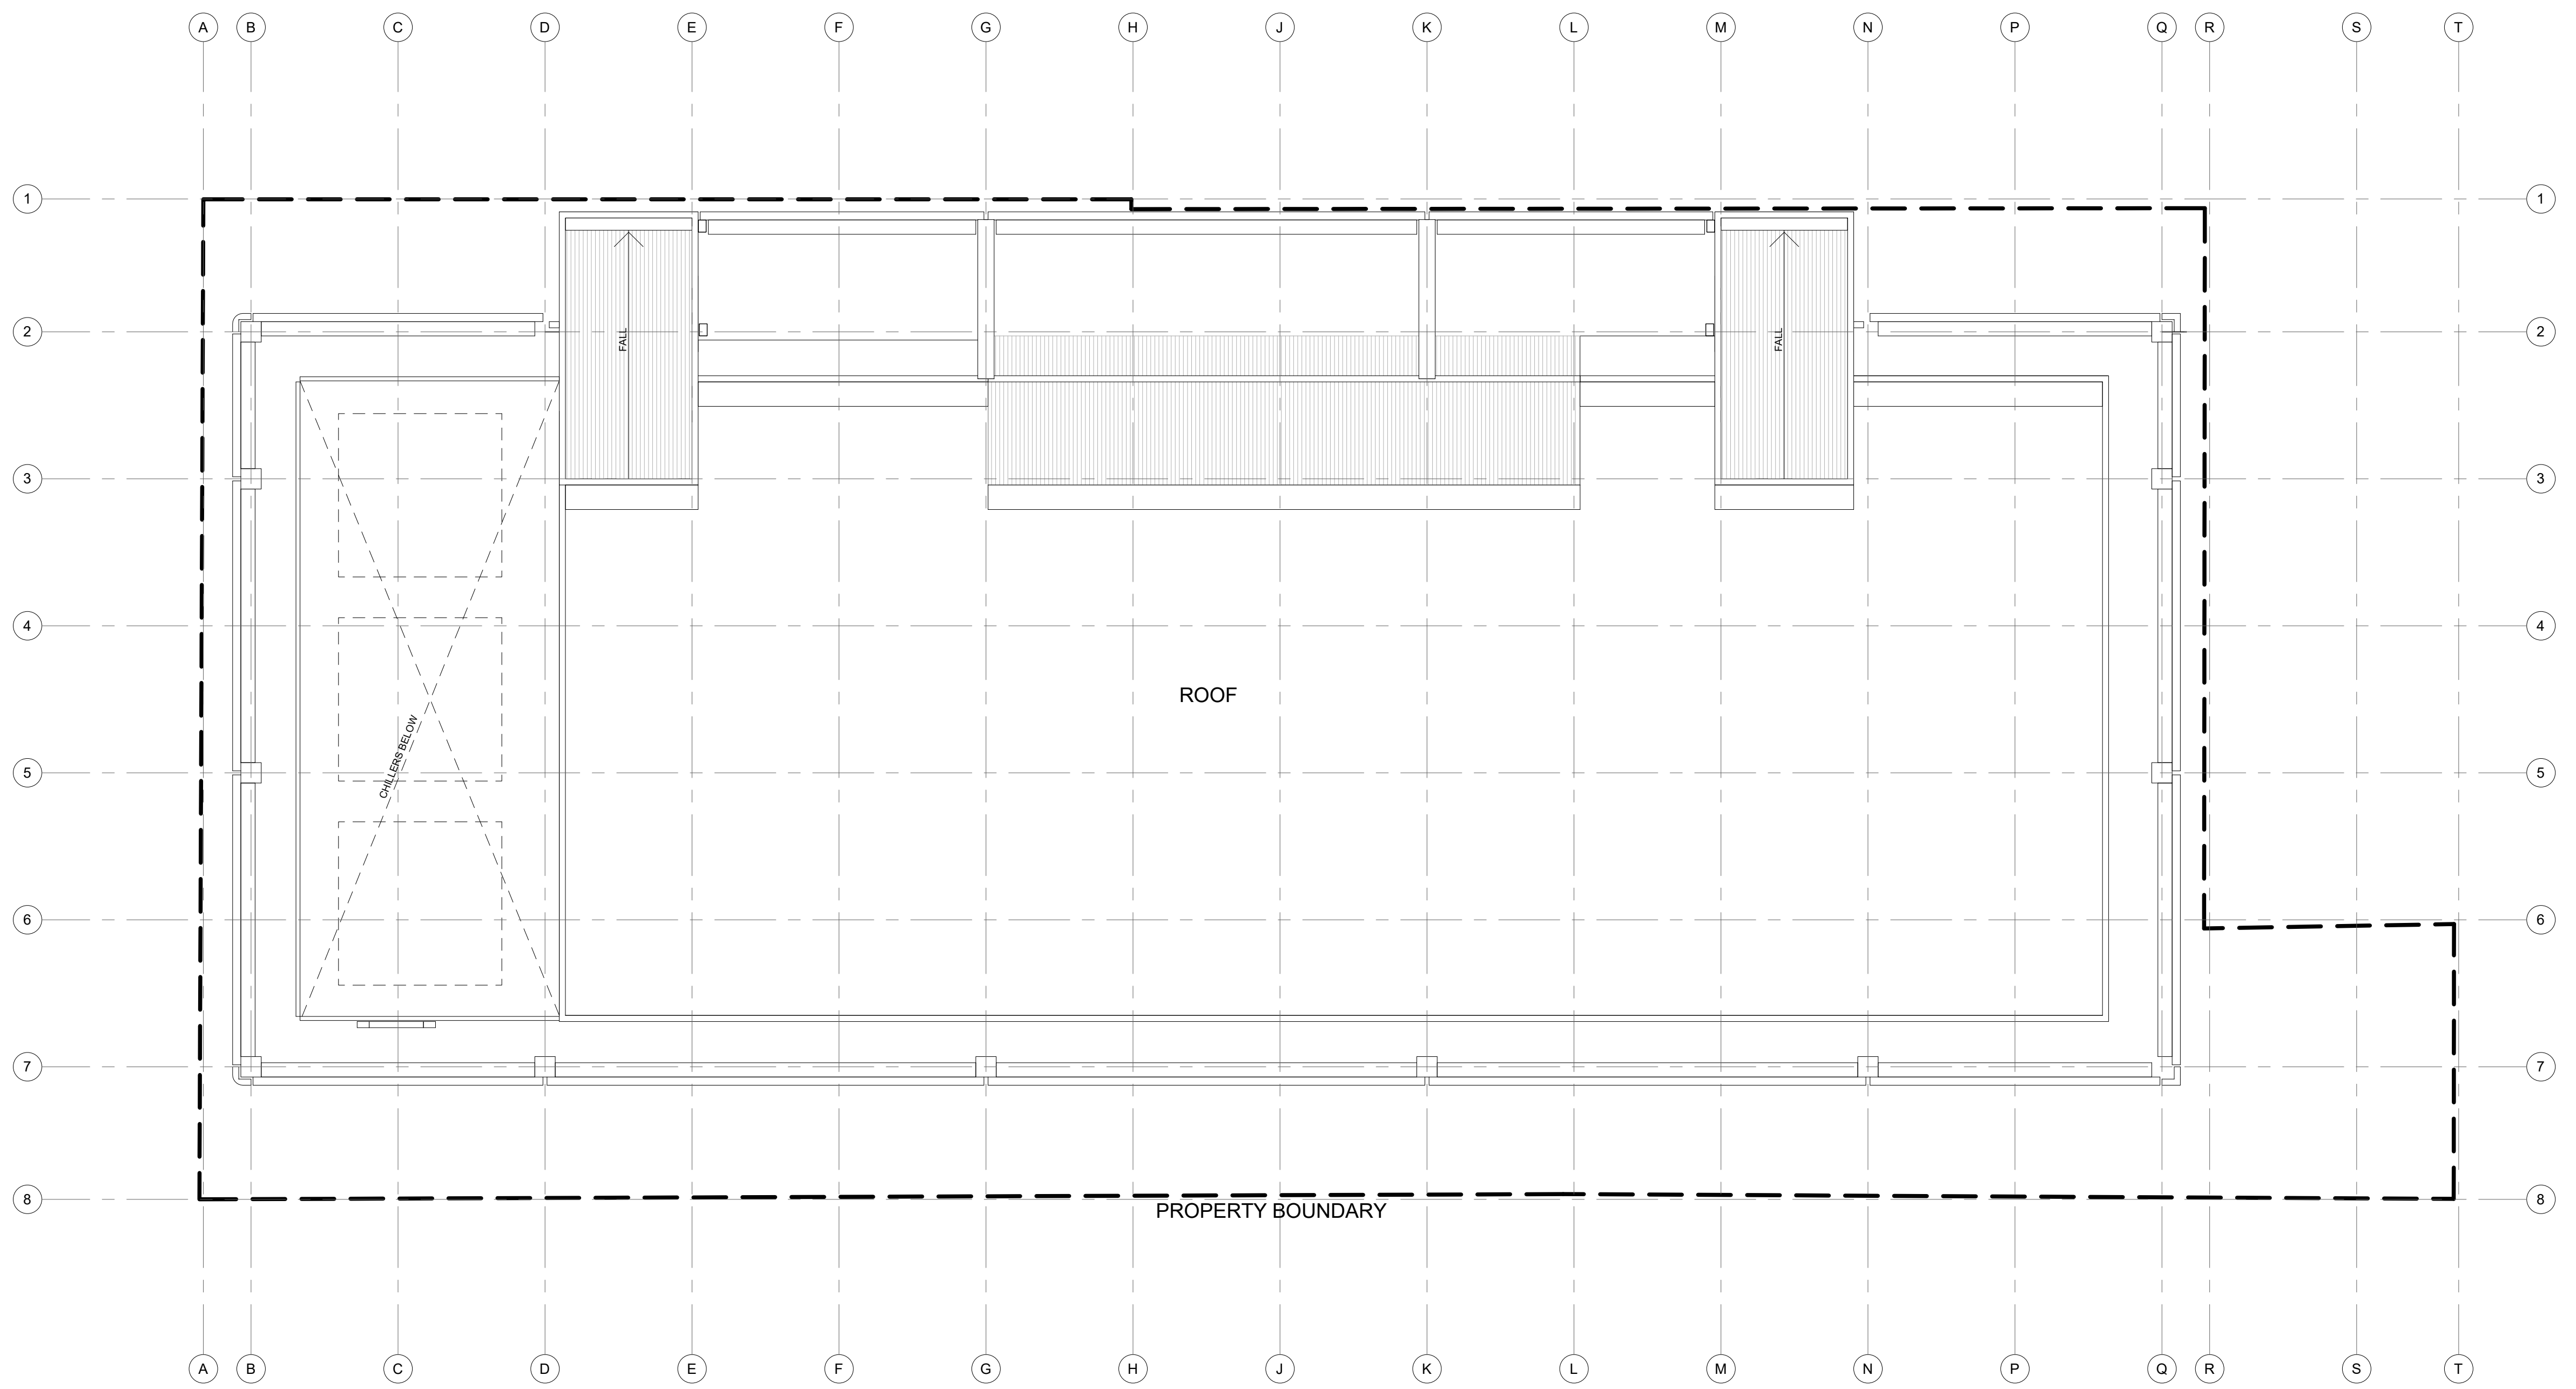 A B C D E F G H J K L M N P Q R S T
1 1
2 FALL FALL 2
3 3
4 4
ROOF
CHILLERS BELOW
5 5
6 6
7 7
8 8
PROPERTY BOUNDARY
A B C D E F G H J K L M N P Q R S T